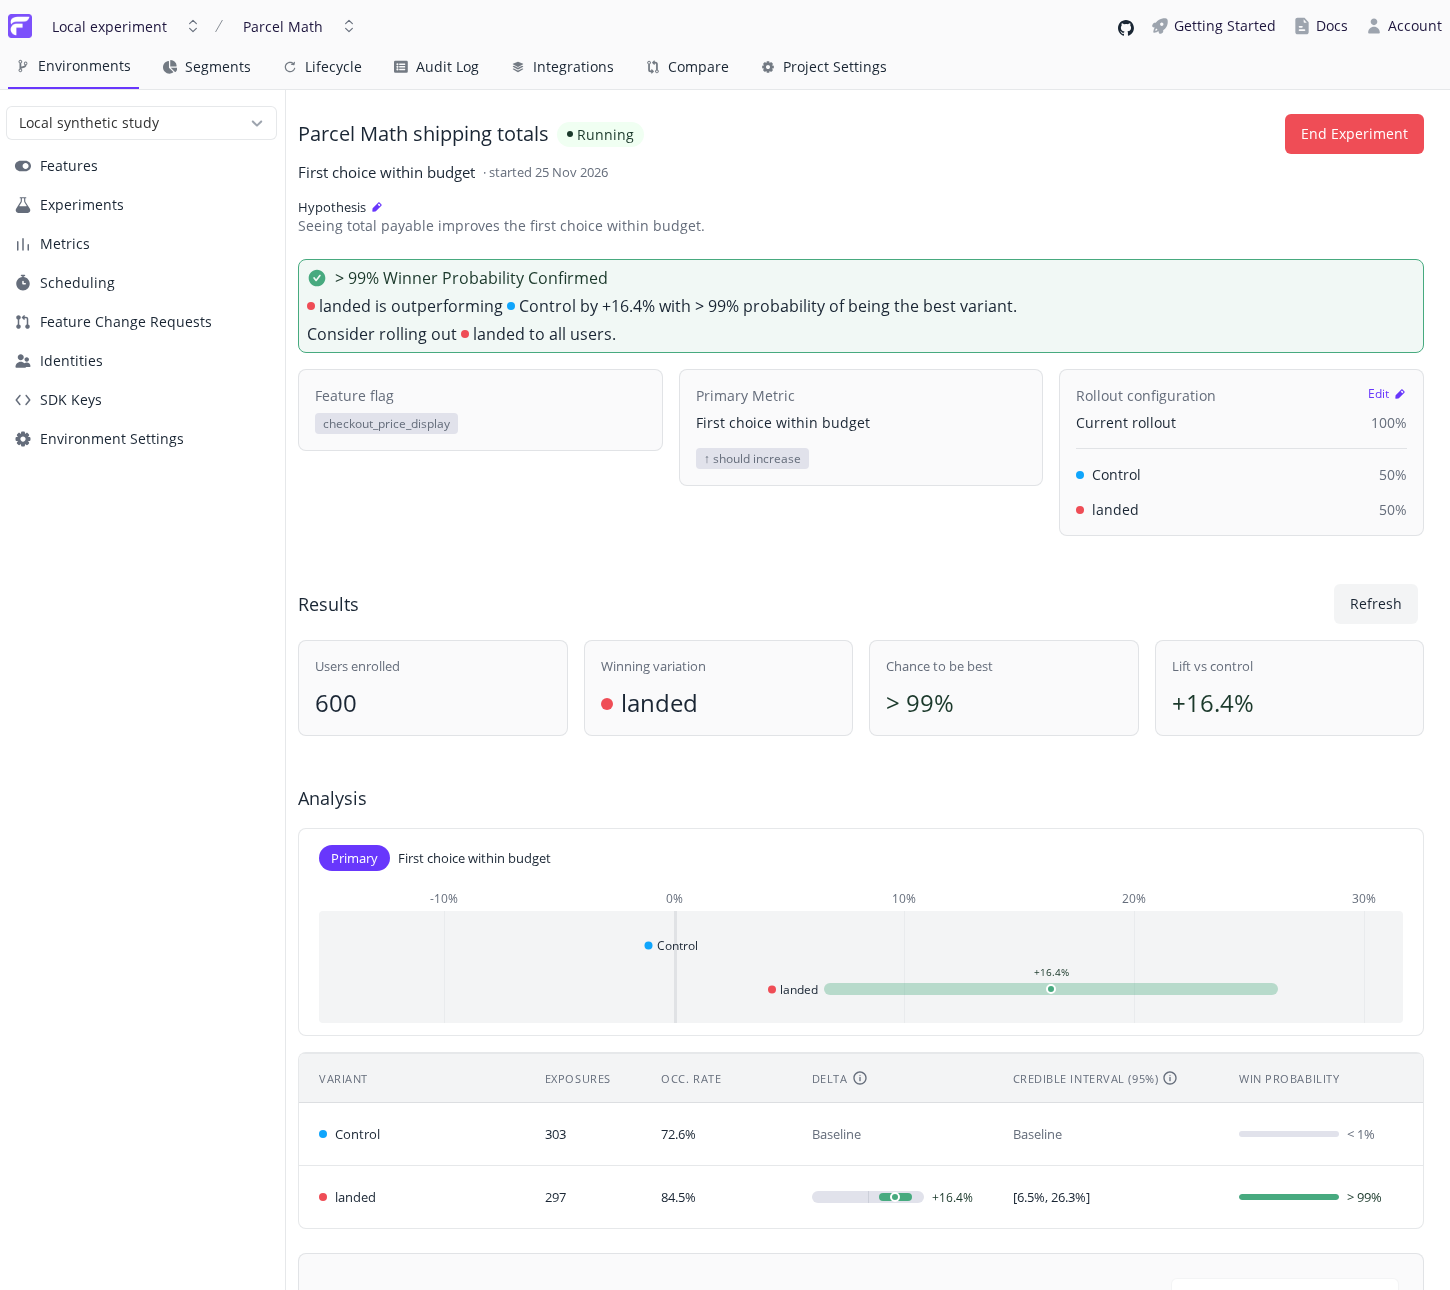 Local experiment / Parcel Math
Getting Started Docs Account
Environments Segments Lifecycle Audit Log Integrations Compare Project Settings
Local synthetic study
Features
Experiments
Metrics
Scheduling
Feature Change Requests
Identities
SDK Keys
Environment Settings
Parcel Math shipping totals Running
End Experiment
First choice within budget · started 25 Nov 2026
Hypothesis
Seeing total payable improves the first choice within budget.
> 99% Winner Probability Confirmed
landed is outperforming Control by +16.4% with > 99% probability of being the best variant.
Consider rolling out landed to all users.
Feature flag
checkout_price_display
Primary Metric
First choice within budget
↑ should increase
Rollout configuration Edit
Current rollout 100%
Control 50%
landed 50%
Results
Refresh
Users enrolled
600
Winning variation
landed
Chance to be best
> 99%
Lift vs control
+16.4%
Analysis
Primary First choice within budget
-10% 0% 10% 20% 30%
Control
+16.4%
landed
VARIANT EXPOSURES OCC. RATE DELTA CREDIBLE INTERVAL (95%) WIN PROBABILITY
Control 303 72.6% Baseline Baseline < 1%
landed 297 84.5% +16.4% [6.5%, 26.3%] > 99%